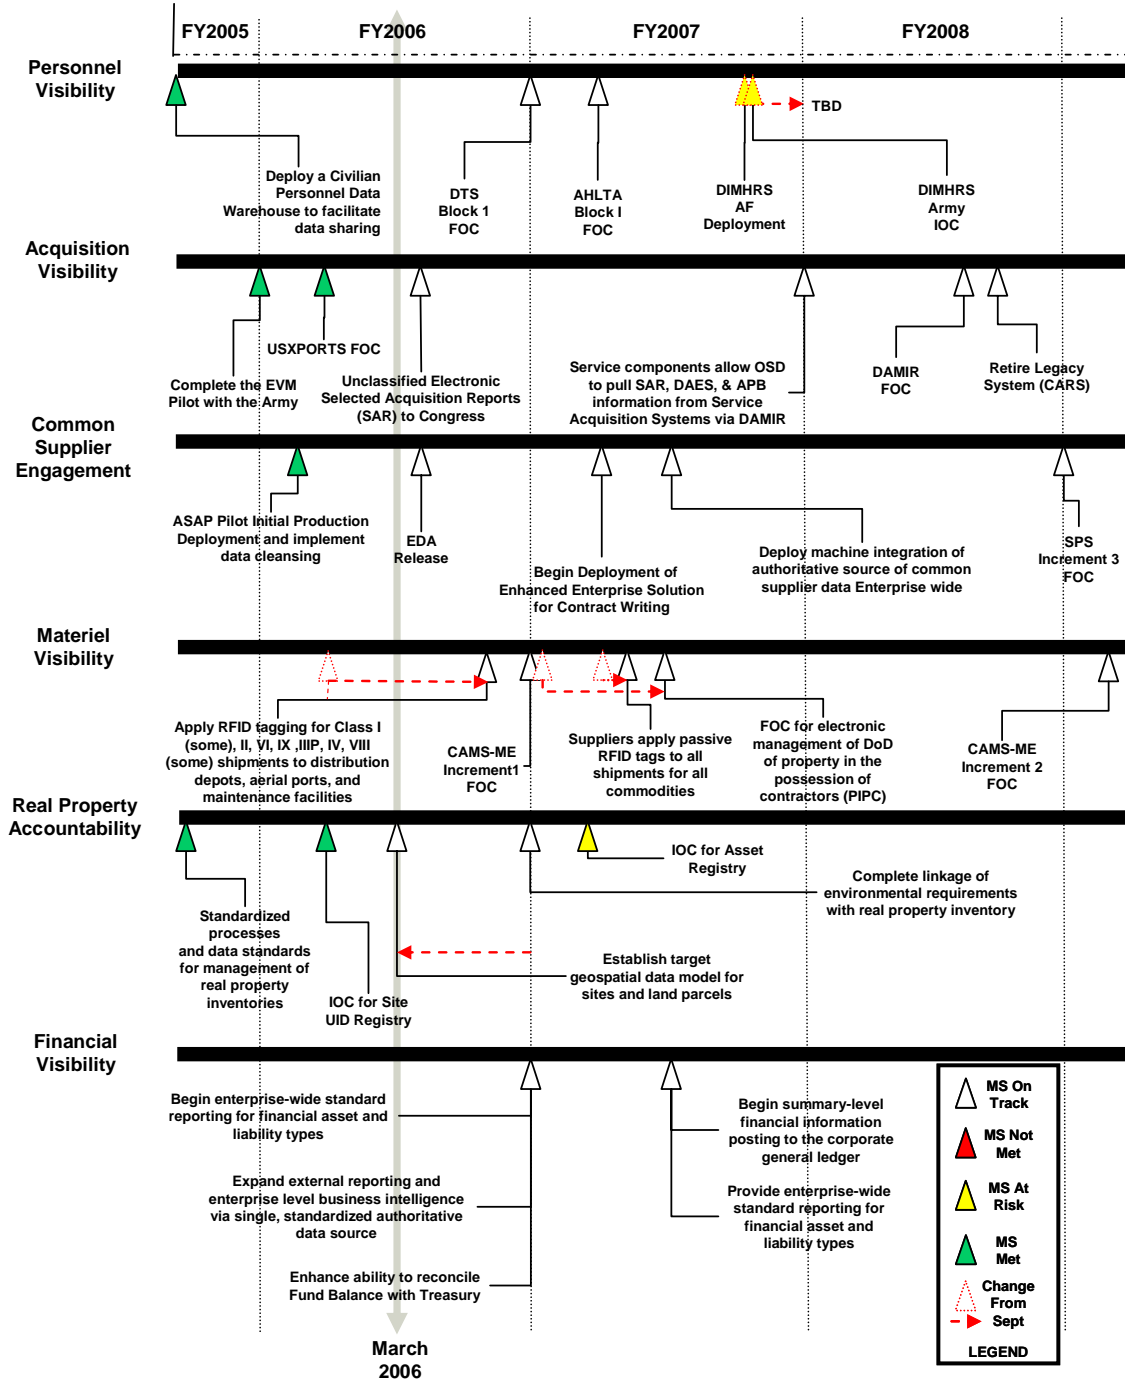 FY2005
FY2006
FY2007
FY2008
Personnel
Visibility
TBD
Deploy a Civilian
Personnel Data
Warehouse to facilitate
data sharing
DTS
Block 1
FOC
AHLTA
Block I
FOC
DIMHRS
AF
Deployment
DIMHRS
Army
IOC
Acquisition
Visibility
Complete the EVM
Pilot with the Army
USXPORTS FOC
Unclassified Electronic
Selected Acquisition Reports
(SAR) to Congress
Service components allow OSD
to pull SAR, DAES, & APB
information from Service
Acquisition Systems via DAMIR
DAMIR
FOC
Retire Legacy
System (CARS)
Common
Supplier
Engagement
ASAP Pilot Initial Production
Deployment and implement
data cleansing
EDA
Release
Begin Deployment of
Enhanced Enterprise Solution
for Contract Writing
Deploy machine integration of
authoritative source of common
supplier data Enterprise wide
SPS
Increment 3
FOC
Materiel
Visibility
Apply RFID tagging for Class I
(some), II, VI, IX ,IIIP, IV, VIII
(some) shipments to distribution
depots, aerial ports, and
maintenance facilities
CAMS-ME
Increment1
FOC
Suppliers apply passive
RFID tags to all
shipments for all
commodities
FOC for electronic
management of DoD
of property in the
possession of
contractors (PIPC)
CAMS-ME
Increment 2
FOC
Real Property
Accountability
Standardized
processes
and data standards
for management of
real property
inventories
IOC for Site
UID Registry
Establish target
geospatial data model for
sites and land parcels
IOC for Asset
Registry
Complete linkage of
environmental requirements
with real property inventory
Financial
Visibility
Begin enterprise-wide standard
reporting for financial asset and
liability types
Expand external reporting and
enterprise level business intelligence
via single, standardized authoritative
data source
Enhance ability to reconcile
Fund Balance with Treasury
Begin summary-level
financial information
posting to the corporate
general ledger
Provide enterprise-wide
standard reporting for
financial asset and
liability types
MS On
Track
MS Not
Met
MS At
Risk
MS
Met
Change
From
Sept
LEGEND
March
2006